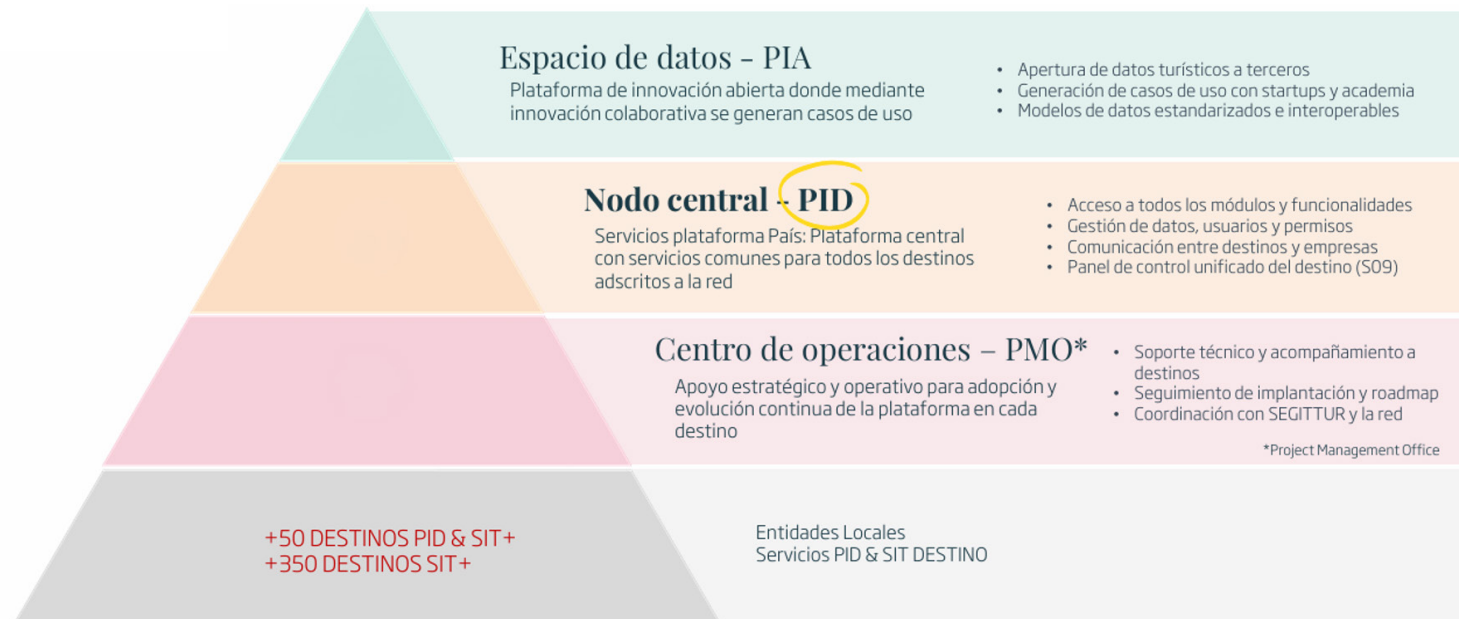 Espacio de datos - PIA
Plataforma de innovación abierta donde mediante
innovación colaborativa se generan casos de uso
• Apertura de datos turísticos a terceros
• Generación de casos de uso con startups y academia
• Modelos de datos estandarizados e interoperables
Nodo central - PID
Servicios plataforma País: Plataforma central
con servicios comunes para todos los destinos
adscritos a la red
• Acceso a todos los módulos y funcionalidades
• Gestión de datos, usuarios y permisos
• Comunicación entre destinos y empresas
• Panel de control unificado del destino (S09)
Centro de operaciones – PMO*
Apoyo estratégico y operativo para adopción y
evolución continua de la plataforma en cada
destino
• Soporte técnico y acompañamiento a
destinos
• Seguimiento de implantación y roadmap
• Coordinación con SEGITTUR y la red
*Project Management Office
+50 DESTINOS PID & SIT+
+350 DESTINOS SIT+
Entidades Locales
Servicios PID & SIT DESTINO